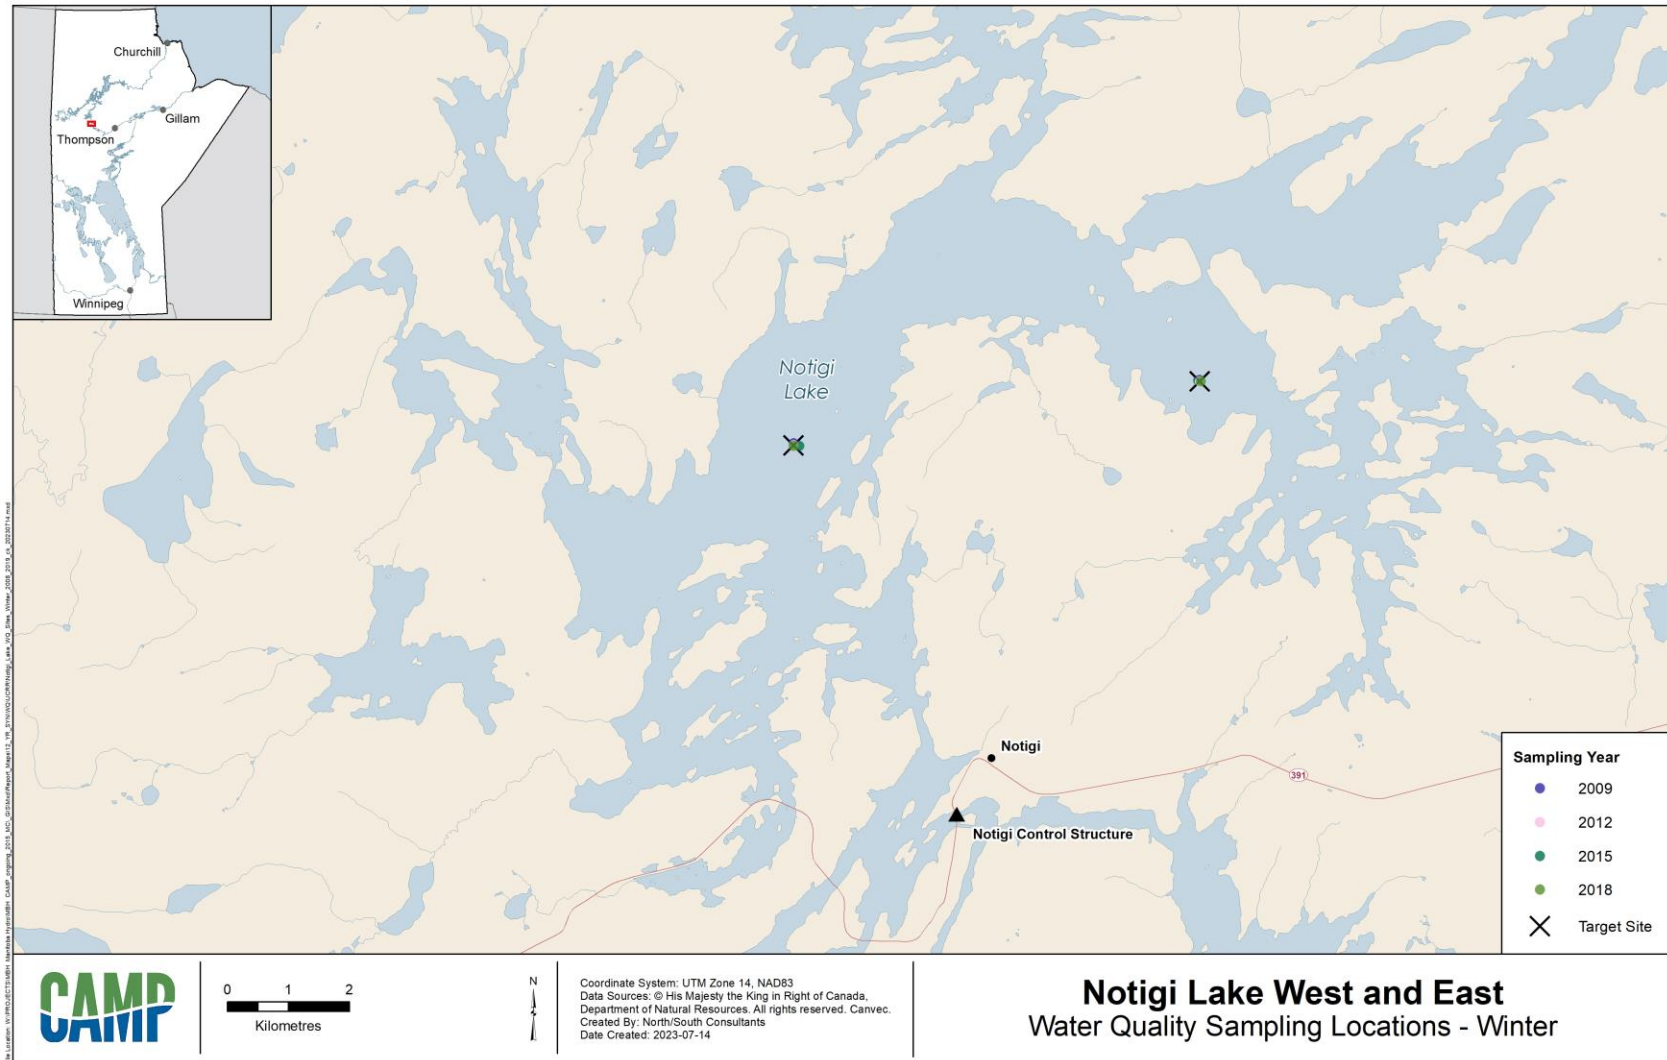 Churchill
Gillam
Thompson
Winnipeg
Notigi
Lake
Notigi
391
Notigi Control Structure
Sampling Year
2009
2012
2015
2018
Target Site
CAMP
0 1 2
Kilometres
N
Coordinate System: UTM Zone 14, NAD83
Data Sources: © His Majesty the King in Right of Canada,
Department of Natural Resources. All rights reserved. Canvec.
Created By: North/South Consultants
Date Created: 2023-07-14
Notigi Lake West and East
Water Quality Sampling Locations - Winter